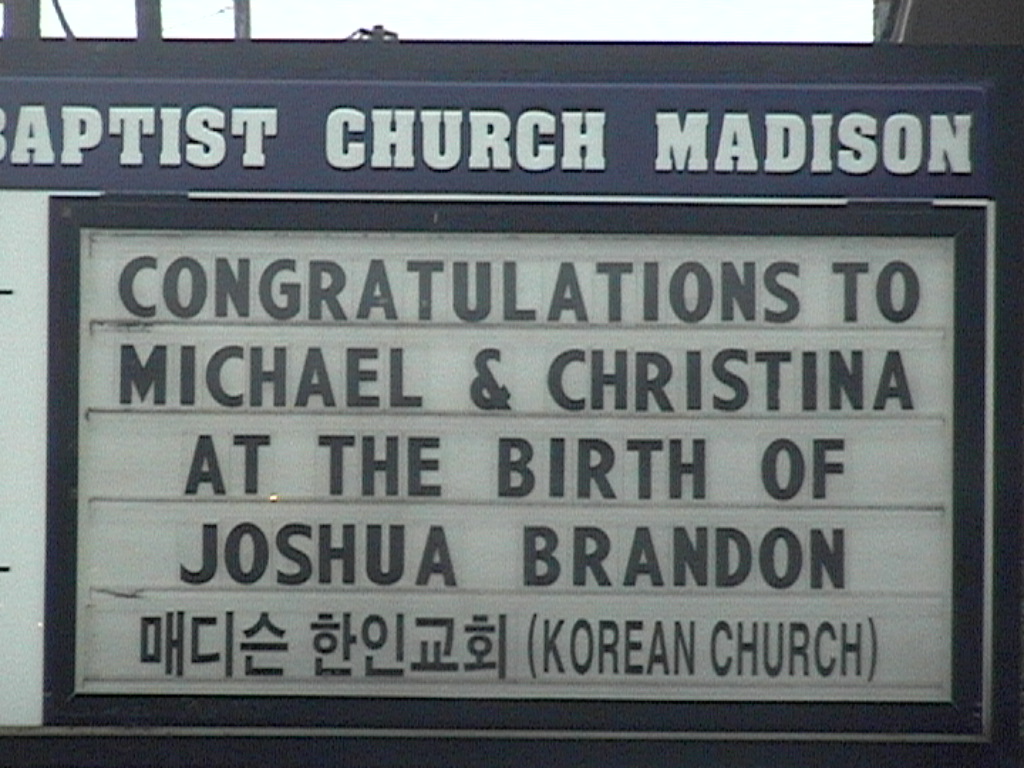 BAPTIST CHURCH MADISON
CONGRATULATIONS TO
MICHAEL & CHRISTINA
AT THE BIRTH OF
JOSHUA BRANDON
매디슨 한인교회 (KOREAN CHURCH)